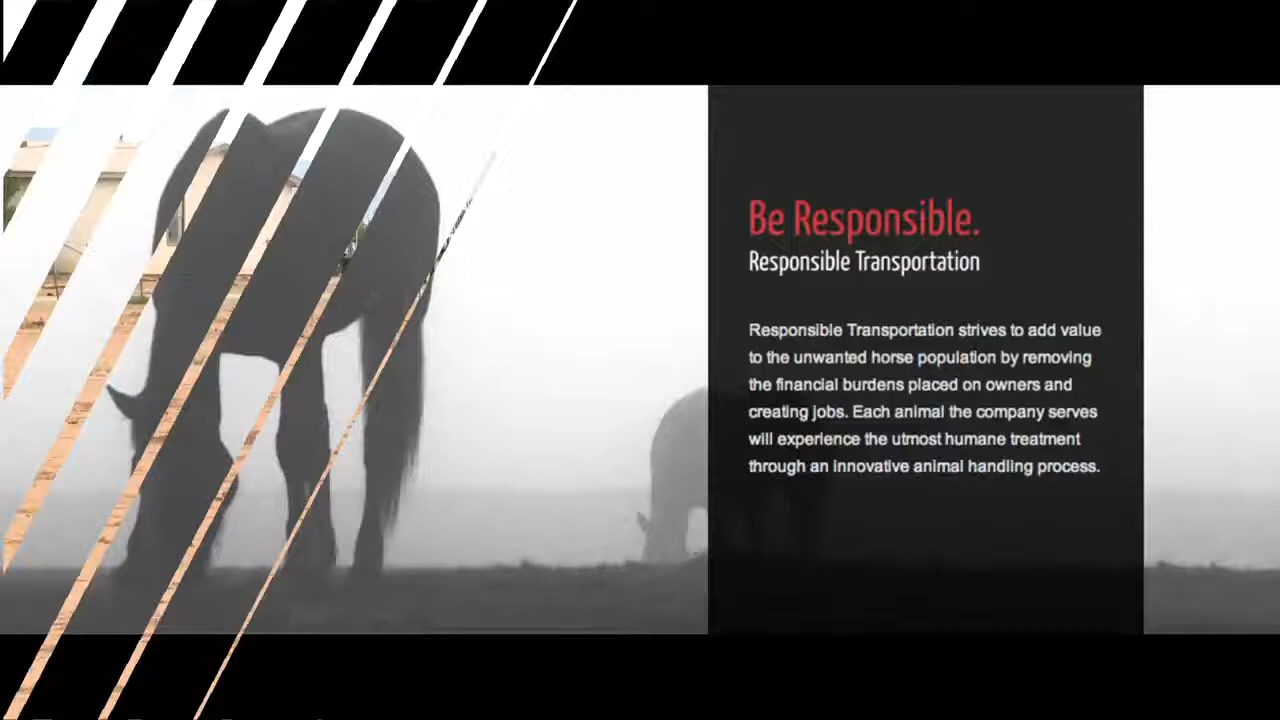 Be Responsible.
Responsible Transportation
Responsible Transportation strives to add value
to the unwanted horse population by removing
the financial burdens placed on owners and
creating jobs. Each animal the company serves
will experience the utmost humane treatment
through an innovative animal handling process.